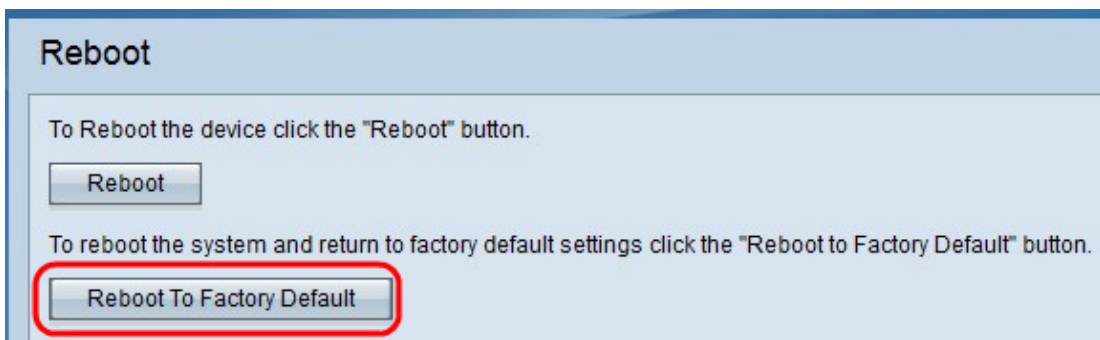 Reboot
To Reboot the device click the "Reboot" button.
Reboot
To reboot the system and return to factory default settings click the "Reboot to Factory Default" button.
Reboot To Factory Default